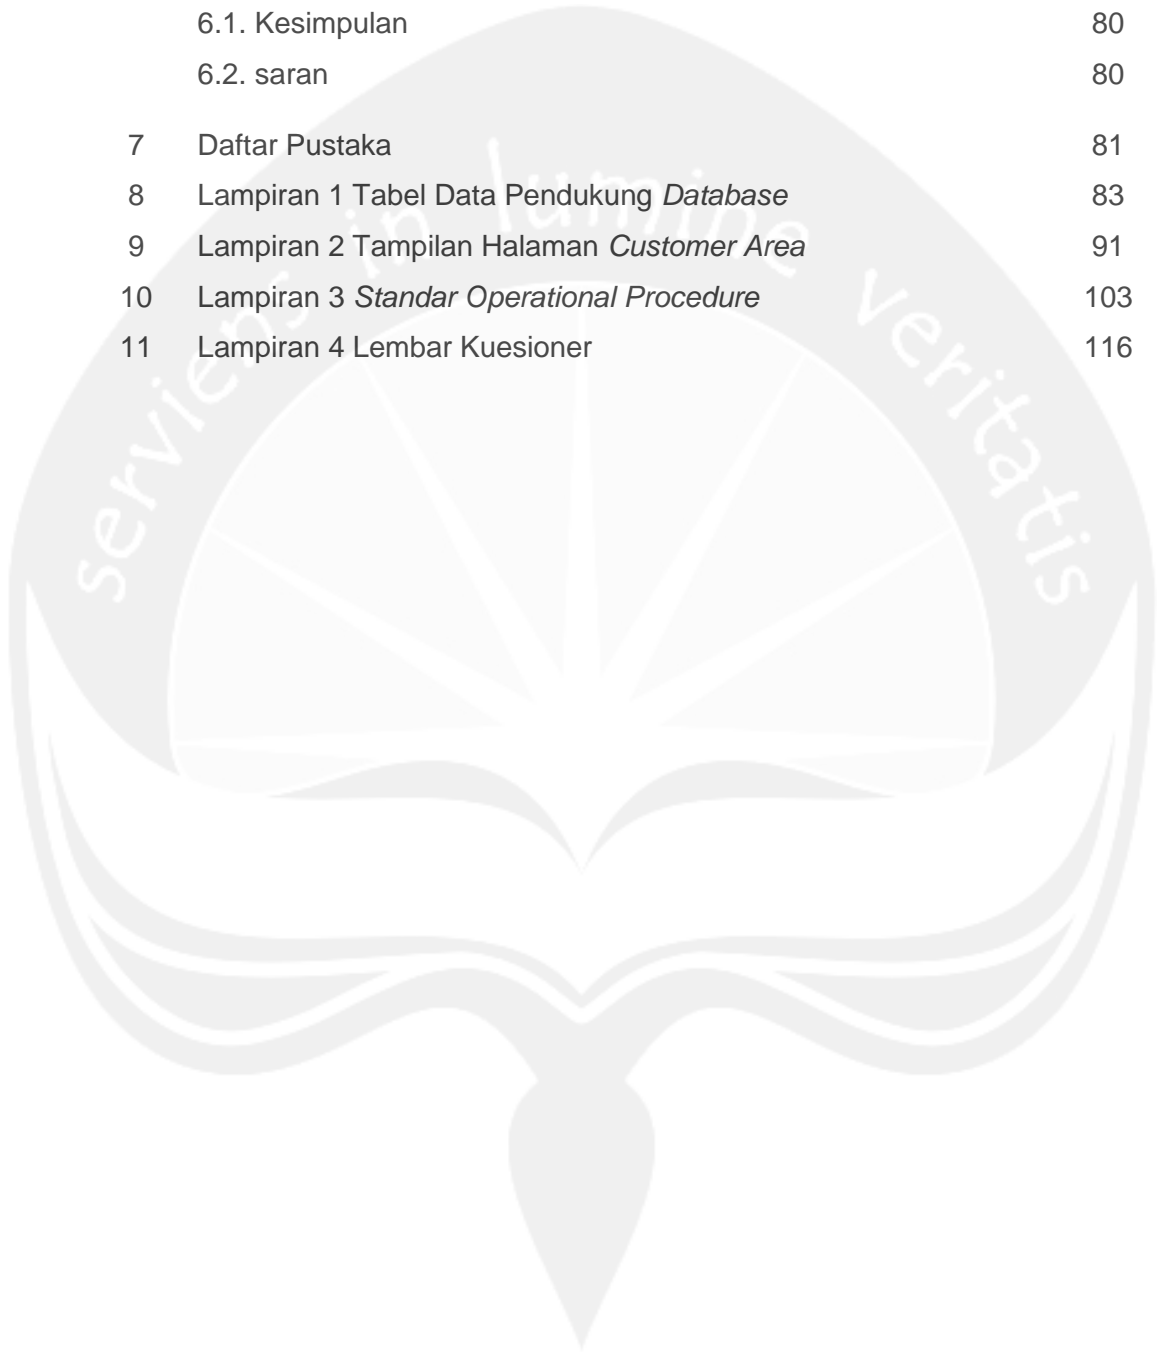 6.1. Kesimpulan 80
6.2. saran 80
7 Daftar Pustaka 81
8 Lampiran 1 Tabel Data Pendukung Database 83
9 Lampiran 2 Tampilan Halaman Customer Area 91
10 Lampiran 3 Standar Operational Procedure 103
11 Lampiran 4 Lembar Kuesioner 116
serviens in lumine veritatis